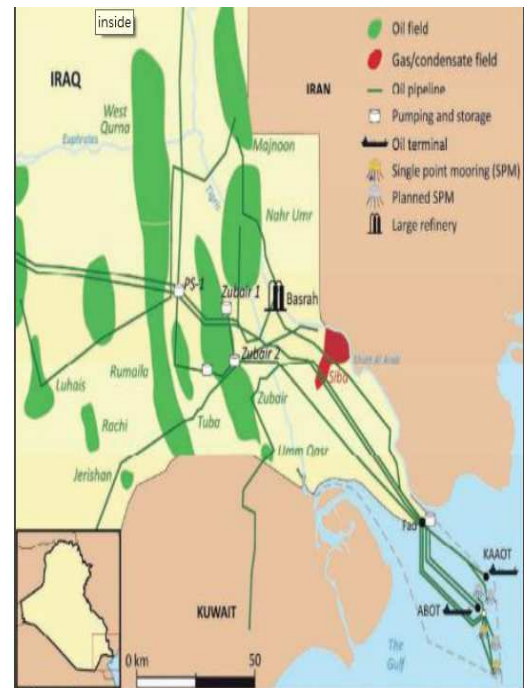 inside
Oil field
Gas/condensate field
Oil pipeline
Pumping and storage
Oil terminal
Single point mooring (SPM)
Planned SPM
Large refinery
IRAQ
IRAN
West
Qurna
Euphrates
Majnoon
Tigris
Nahr Umr
PS-1
Zubair 1
Basrah
Zubair 2
Shatt Al Arab
Siba
Rumaila
Luhais
Zubair
Tuba
Rachi
Umm Qasr
Jerishan
Fao
KAAOT
ABOT
KUWAIT
The
Gulf
0 km
50